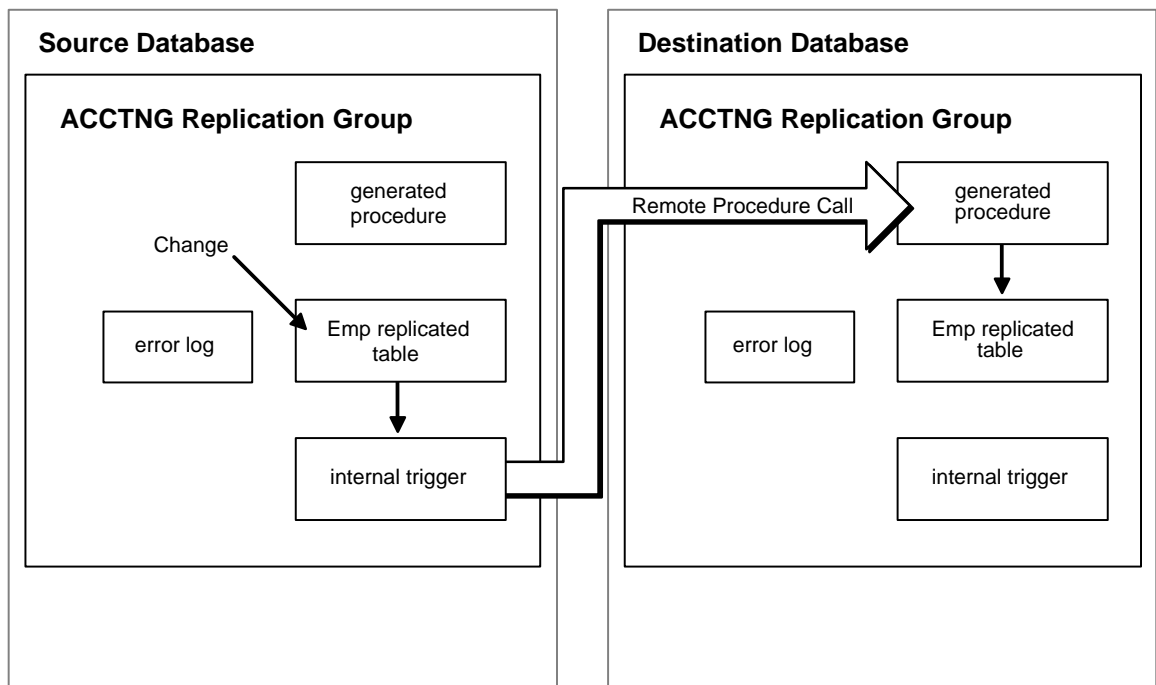 Source Database
ACCTNG Replication Group
generated
procedure
Change
Emp replicated
table
error log
internal trigger
Remote Procedure Call
Destination Database
ACCTNG Replication Group
generated
procedure
Emp replicated
table
error log
internal trigger